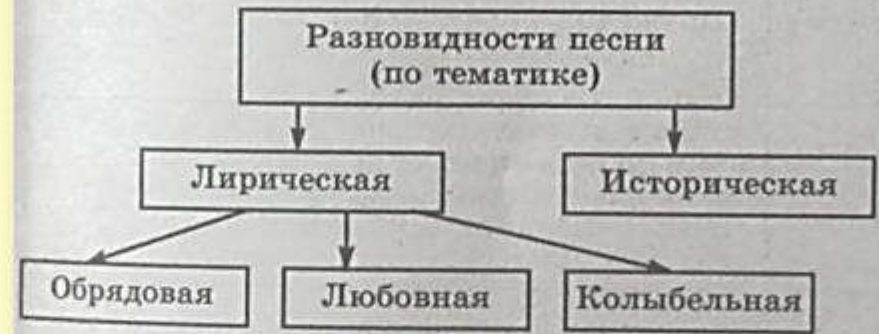 Разновидности песни
(по тематике)
Лирическая
Историческая
Обрядовая
Любовная
Колыбельная